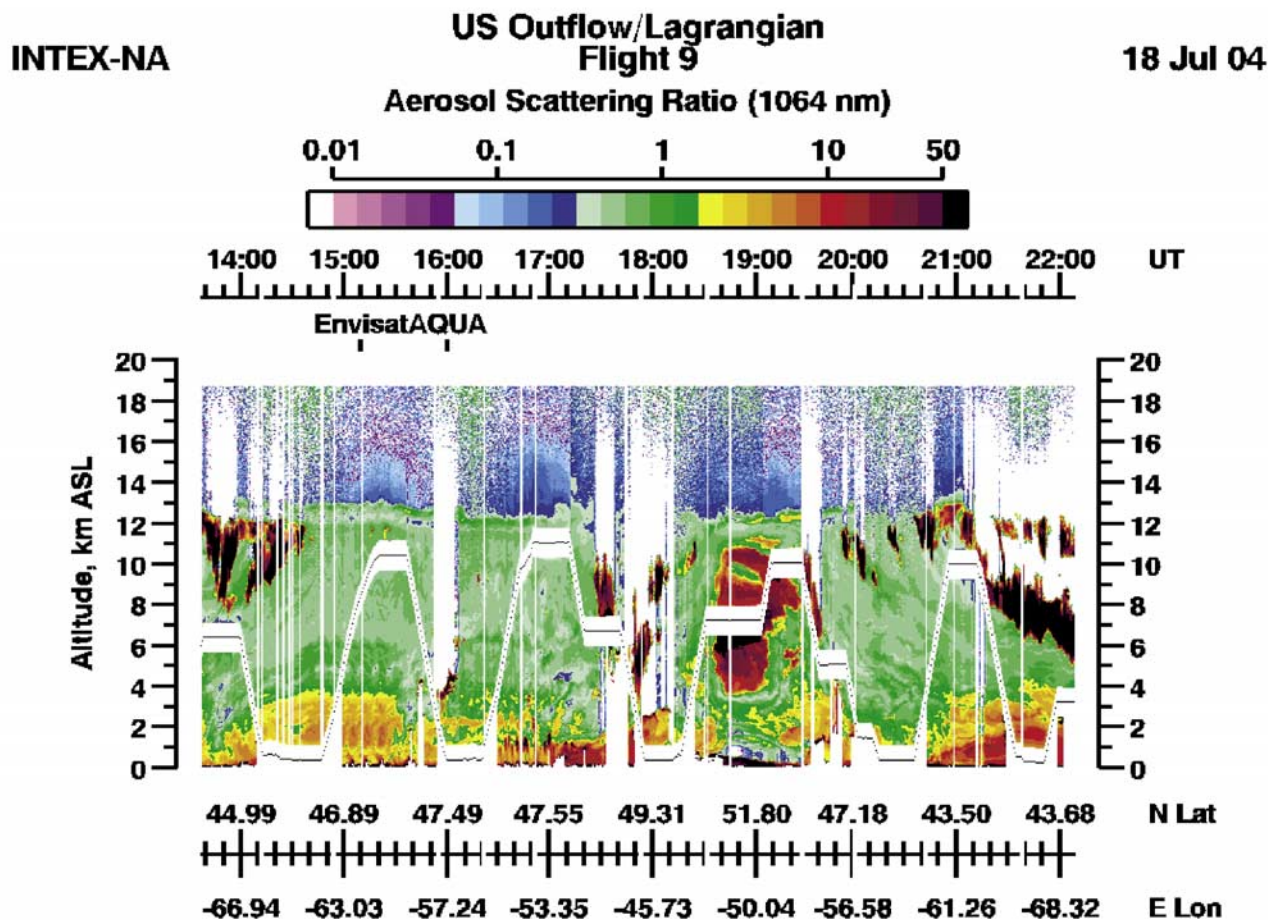 US Outflow/Lagrangian
INTEX-NA Flight 9 18 Jul 04
Aerosol Scattering Ratio (1064 nm)
0.01 0.1 1 10 50
14:00 15:00 16:00 17:00 18:00 19:00 20:00 21:00 22:00 UT
EnvisatAQUA
20 20
18 18
16 16
14 14
12 12
10 10
8 8
6 6
4 4
2 2
0 0
Altitude, km ASL
44.99 46.89 47.49 47.55 49.31 51.80 47.18 43.50 43.68 N Lat
-66.94 -63.03 -57.24 -53.35 -45.73 -50.04 -56.58 -61.26 -68.32 E Lon